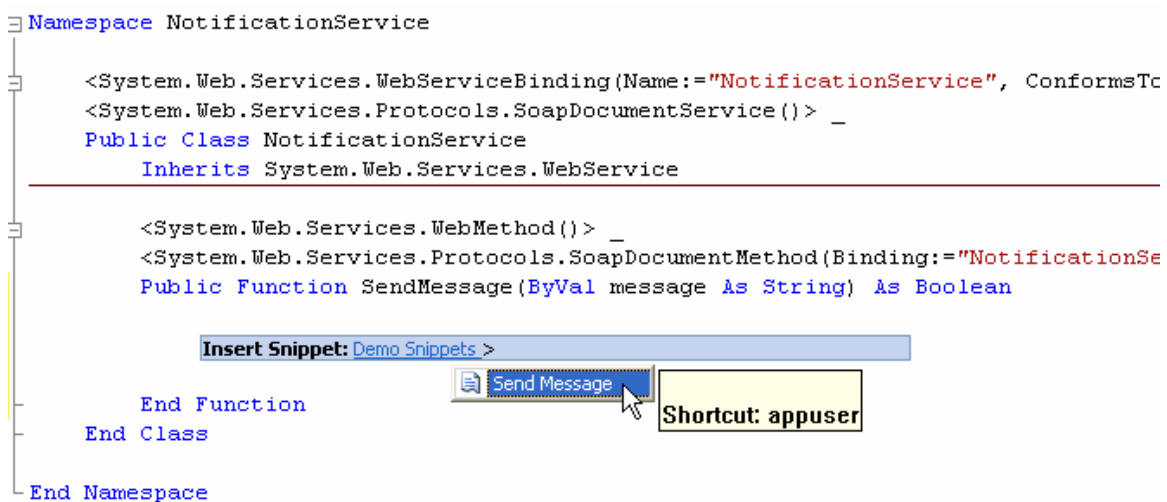 Namespace NotificationService
<System.Web.Services.WebServiceBinding(Name:="NotificationService", ConformsTo
<System.Web.Services.Protocols.SoapDocumentService()> _
Public Class NotificationService
Inherits System.Web.Services.WebService
<System.Web.Services.WebMethod()> _
<System.Web.Services.Protocols.SoapDocumentMethod(Binding:="NotificationSe
Public Function SendMessage(ByVal message As String) As Boolean
Insert Snippet: Demo Snippets >
Send Message
Shortcut: appuser
End Function
End Class
End Namespace